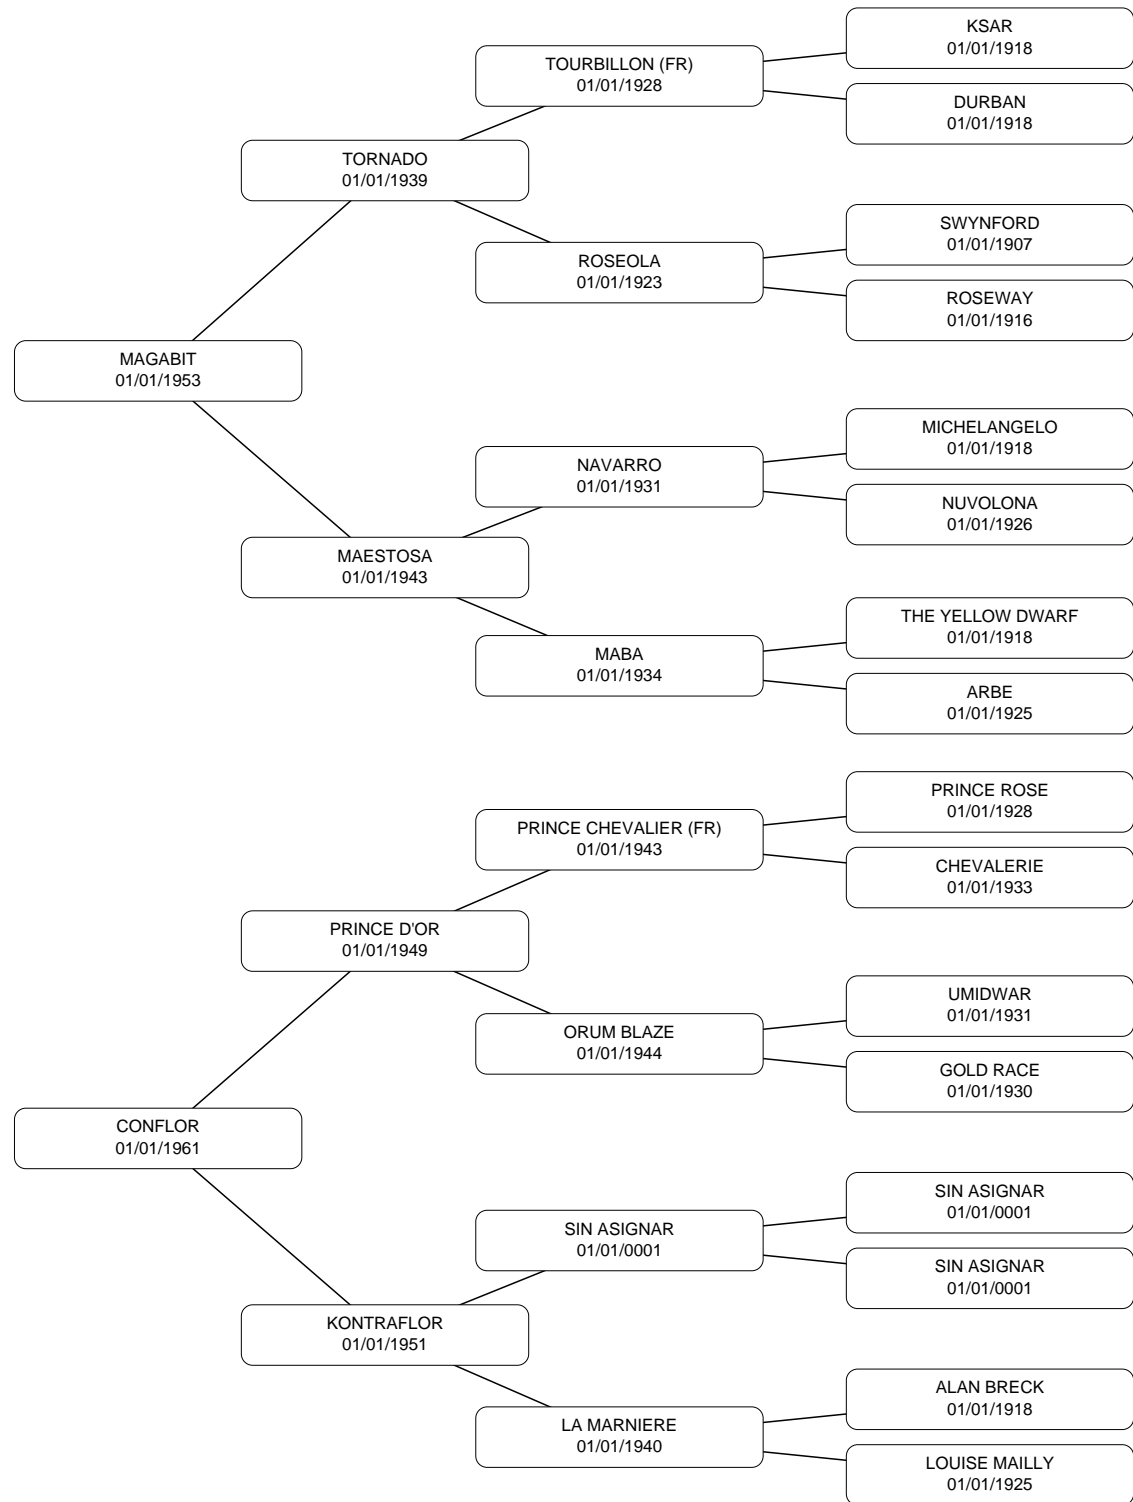 KSAR
01/01/1918
TOURBILLON (FR)
01/01/1928
DURBAN
01/01/1918
TORNADO
01/01/1939
SWYNFORD
01/01/1907
ROSEOLA
01/01/1923
ROSEWAY
01/01/1916
MAGABIT
01/01/1953
MICHELANGELO
01/01/1918
NAVARRO
01/01/1931
NUVOLONA
01/01/1926
MAESTOSA
01/01/1943
THE YELLOW DWARF
01/01/1918
MABA
01/01/1934
ARBE
01/01/1925
PRINCE ROSE
01/01/1928
PRINCE CHEVALIER (FR)
01/01/1943
CHEVALERIE
01/01/1933
PRINCE D'OR
01/01/1949
UMIDWAR
01/01/1931
ORUM BLAZE
01/01/1944
GOLD RACE
01/01/1930
CONFLOR
01/01/1961
SIN ASIGNAR
01/01/0001
SIN ASIGNAR
01/01/0001
SIN ASIGNAR
01/01/0001
KONTRAFLOR
01/01/1951
ALAN BRECK
01/01/1918
LA MARNIERE
01/01/1940
LOUISE MAILLY
01/01/1925